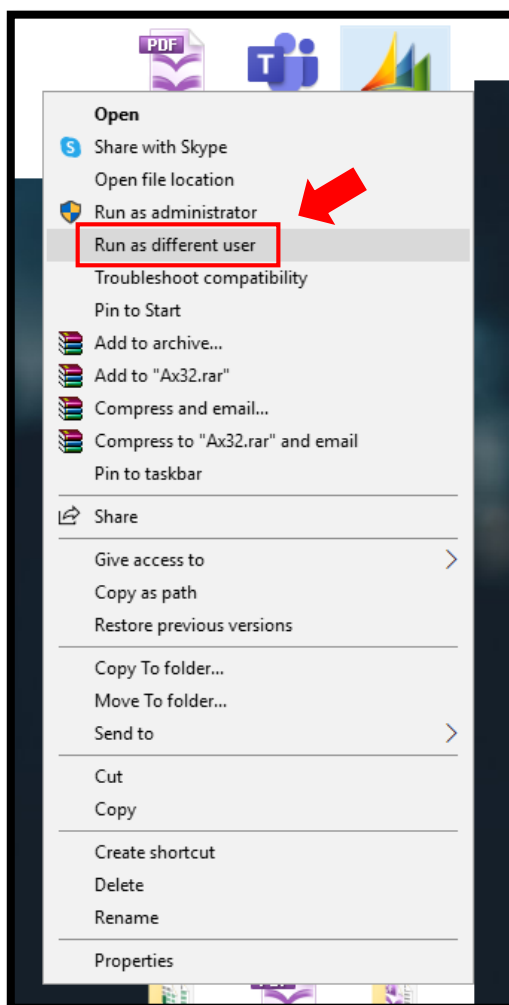 PDF
T
Open
S
Share with Skype
Open file location
Run as administrator
Run as different user
Troubleshoot compatibility
Pin to Start
Add to archive...
Add to "Ax32.rar"
Compress and email...
Compress to "Ax32.rar" and email
Pin to taskbar
Share
Give access to
Copy as path
Restore previous versions
Copy To folder...
Move To folder...
Send to
Cut
Copy
Create shortcut
Delete
Rename
Properties